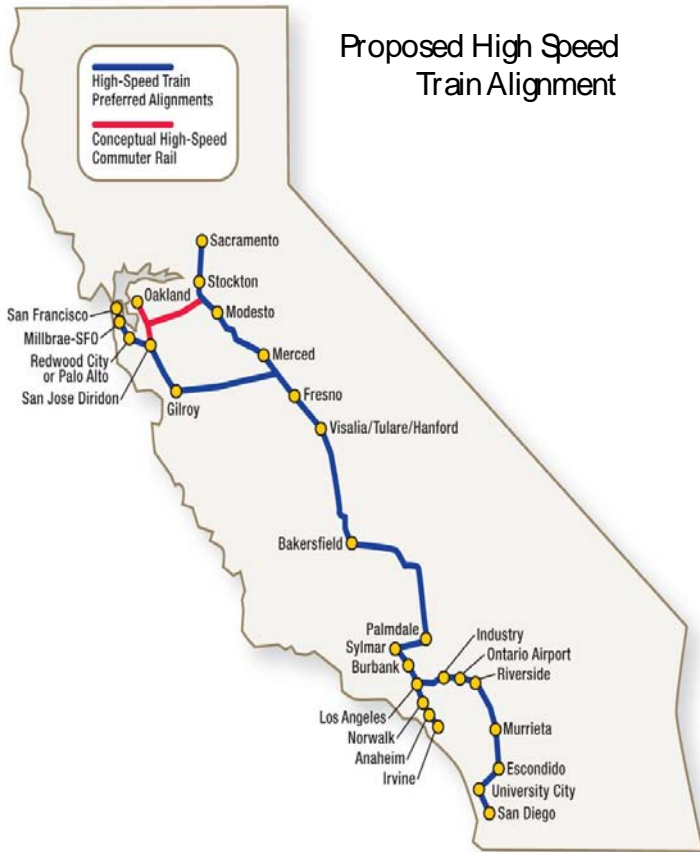 Proposed High Speed
Train Alignment
High-Speed Train
Preferred Alignments
Conceptual High-Speed
Commuter Rail
Sacramento
Stockton
Oakland
San Francisco
Modesto
Millbrae-SFO
Redwood City
or Palo Alto
Merced
San Jose Diridon
Gilroy
Fresno
Visalia/Tulare/Hanford
Bakersfield
Palmdale
Industry
Sylmar
Ontario Airport
Burbank
Riverside
Los Angeles
Norwalk
Murrieta
Anaheim
Irvine
Escondido
University City
San Diego